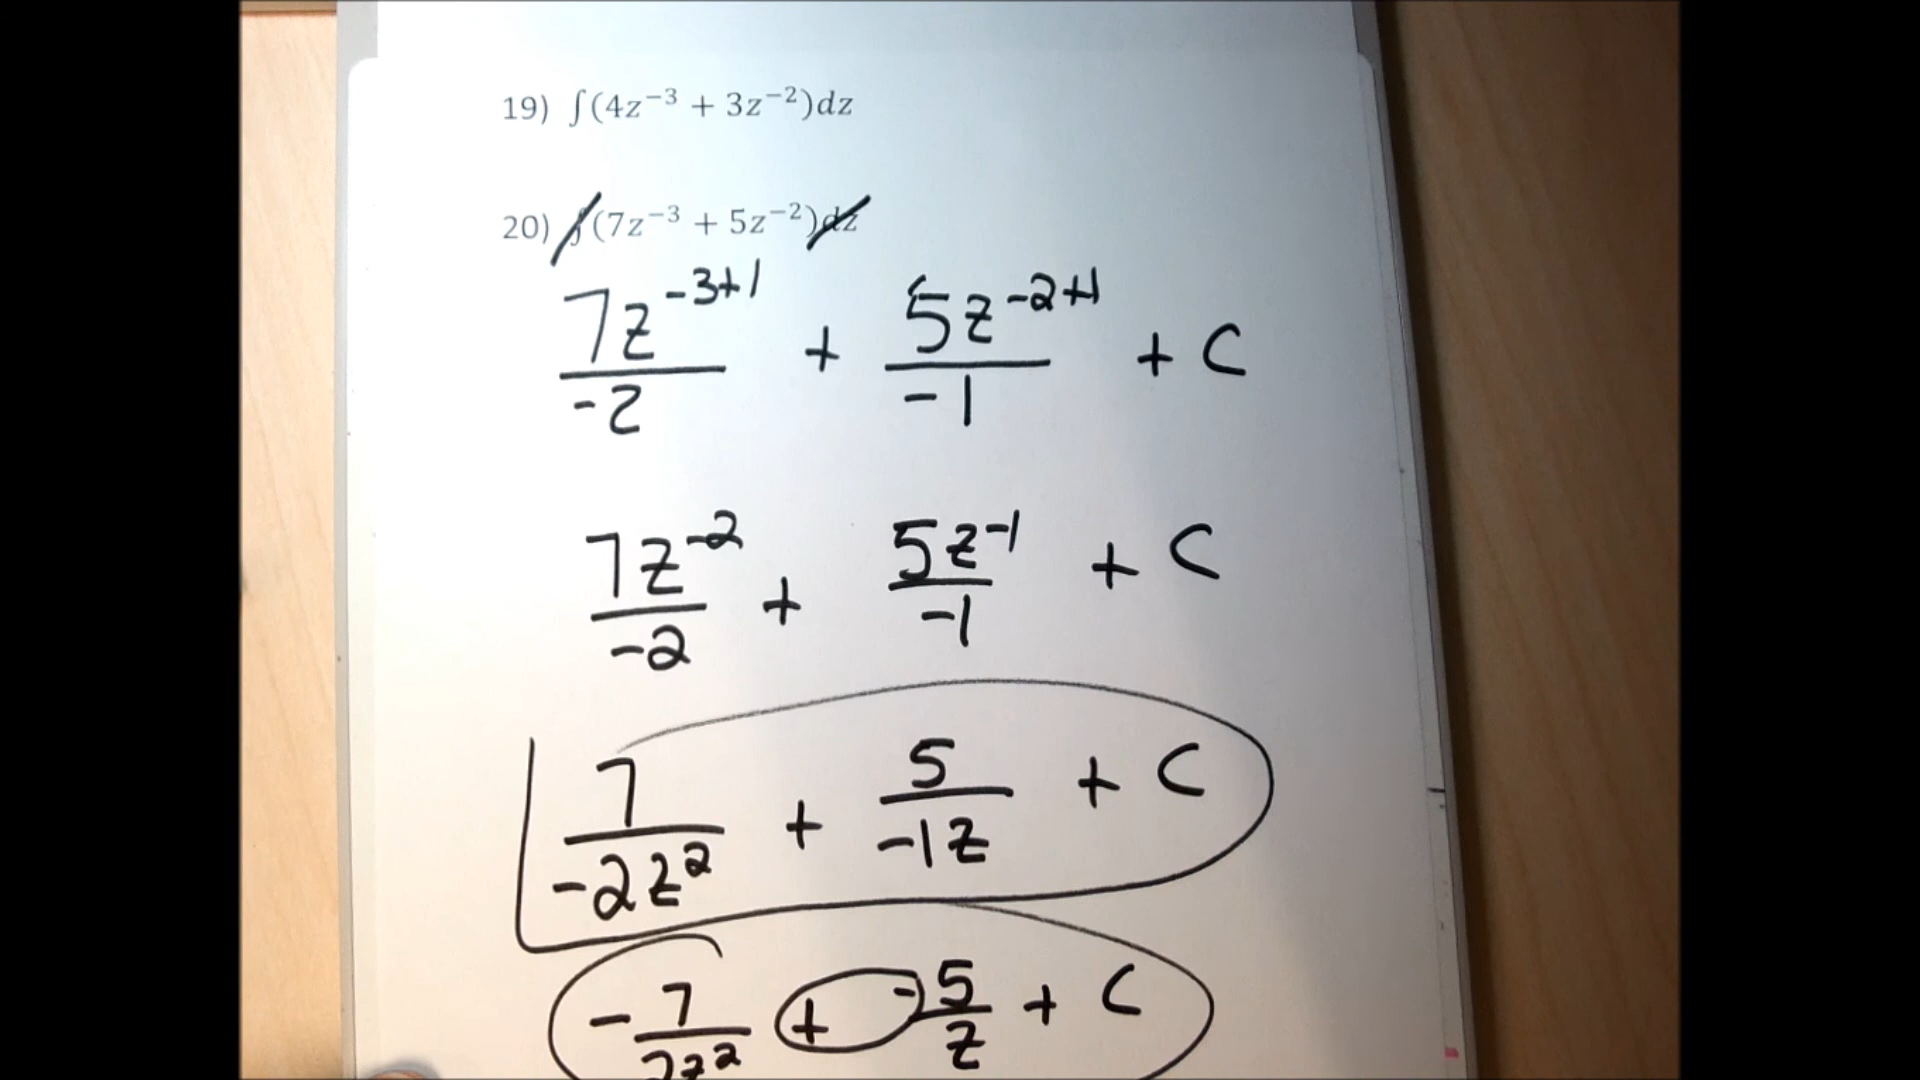 19) ∫(4z⁻³ + 3z⁻²)dz
20) ∫(7z⁻³ + 5z⁻²)dz
7z⁻³⁺¹/-2 + 5z⁻²⁺¹/-1 + C
7z⁻²/-2 + 5z⁻¹/-1 + C
7/-2z² + 5/-1z + C
-7/2z² + -5/z + C